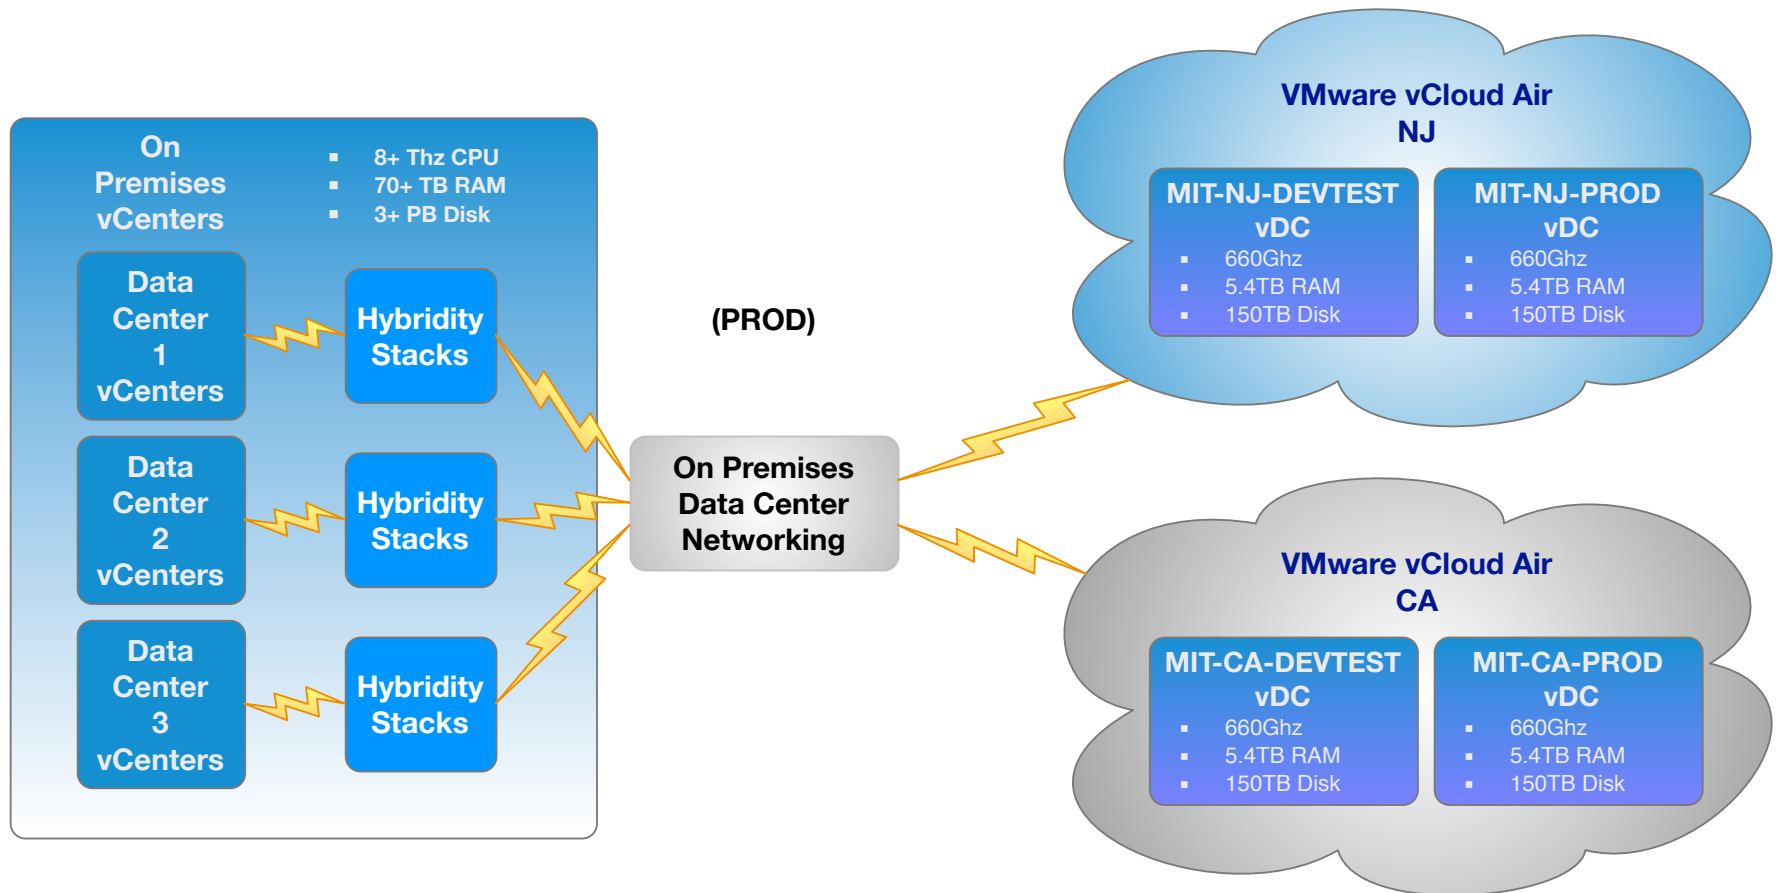 On
Premises
vCenters
▪ 8+ Thz CPU
▪ 70+ TB RAM
▪ 3+ PB Disk
Data
Center
1
vCenters
Hybridity
Stacks
Data
Center
2
vCenters
Hybridity
Stacks
Data
Center
3
vCenters
Hybridity
Stacks
(PROD)
On Premises
Data Center
Networking
VMware vCloud Air
NJ
MIT-NJ-DEVTEST
vDC
▪ 660Ghz
▪ 5.4TB RAM
▪ 150TB Disk
MIT-NJ-PROD
vDC
▪ 660Ghz
▪ 5.4TB RAM
▪ 150TB Disk
VMware vCloud Air
CA
MIT-CA-DEVTEST
vDC
▪ 660Ghz
▪ 5.4TB RAM
▪ 150TB Disk
MIT-CA-PROD
vDC
▪ 660Ghz
▪ 5.4TB RAM
▪ 150TB Disk